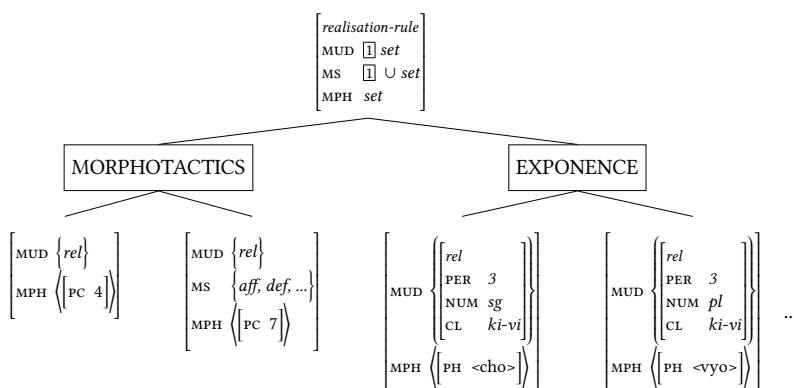 realisation-rule
MUD 1 set
MS 1 ∪ set
MPH set
MORPHOTACTICS EXPONENCE
MUD {rel}
MPH ⟨[PC 4]⟩
MUD {rel}
MS {aff, def, ...}
MPH ⟨[PC 7]⟩
rel
PER 3
MUD
NUM sg
CL ki-vi
MPH ⟨[PH <cho>]⟩
rel
PER 3
MUD
NUM pl
CL ki-vi
MPH ⟨[PH <vyo>]⟩
..